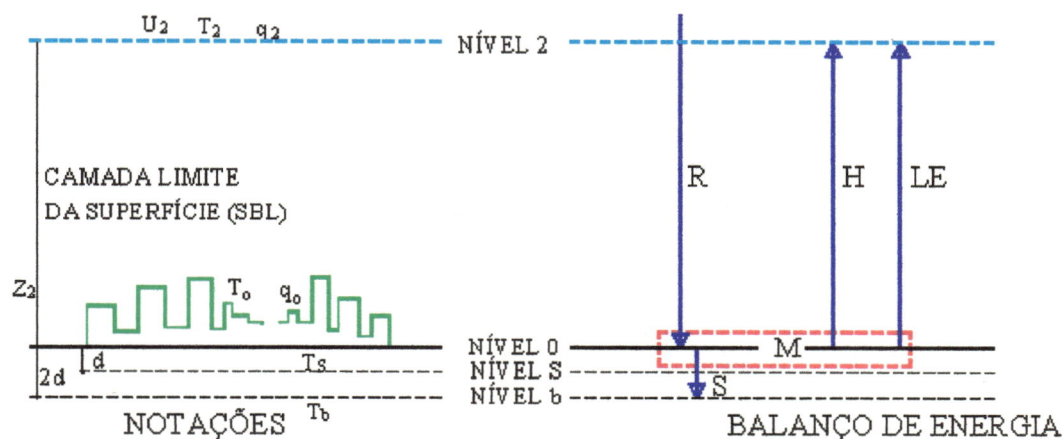 U2 T2 q2
NÍVEL 2
CAMADA LIMITE
DA SUPERFÍCIE (SBL)
R H LE
Z2
To qo
NÍVEL 0 M
d Ts NÍVEL S
2d S
Tb NÍVEL b
NOTAÇÕES BALANÇO DE ENERGIA